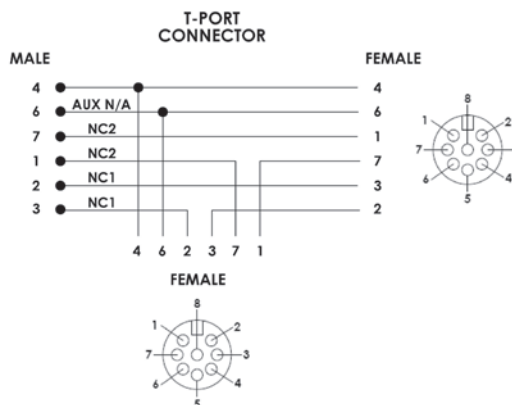 T-PORT
CONNECTOR
MALE
FEMALE
4
4
6 AUX N/A
6
7 NC2
1
1 NC2
7
2 NC1
3
3 NC1
2
4 6 2 3 7 1
8
1 2
7
6 4
5
FEMALE
8
1 2
7 3
6 4
5